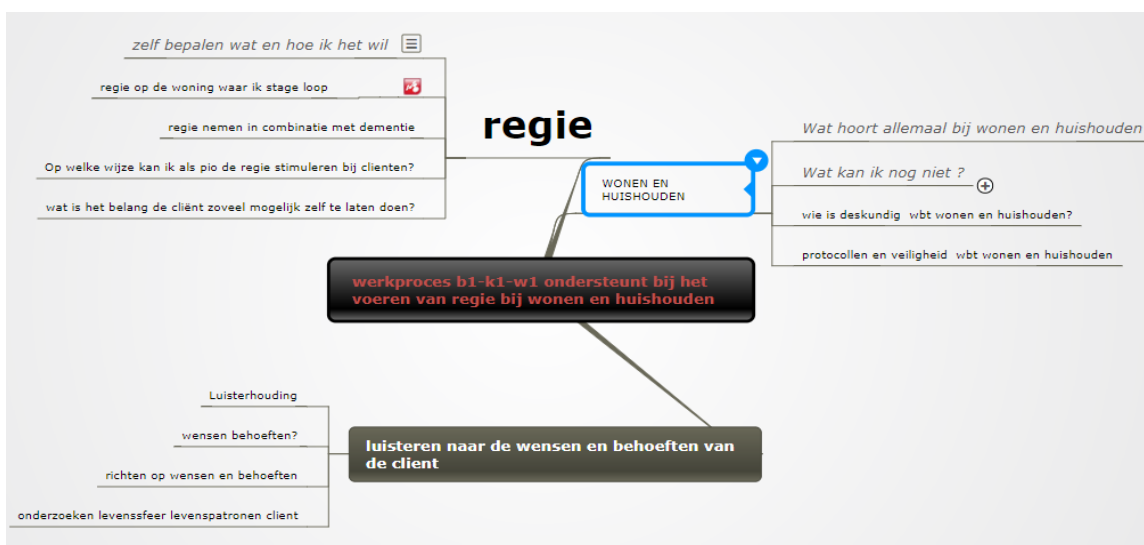 zelf bepalen wat en hoe ik het wil
regie op de woning waar ik stage loop
regie nemen in combinatie met dementie
Op welke wijze kan ik als pio de regie stimuleren bij clienten?
wat is het belang de cliënt zoveel mogelijk zelf te laten doen?
regie
WONEN EN
HUISHOUDEN
Wat hoort allemaal bij wonen en huishouden
Wat kan ik nog niet ?
wie is deskundig wbt wonen en huishouden?
protocollen en veiligheid wbt wonen en huishouden
werkproces b1-k1-w1 ondersteunt bij het
voeren van regie bij wonen en huishouden
Luisterhouding
wensen behoeften?
richten op wensen en behoeften
onderzoeken levenssfeer levenspatronen client
luisteren naar de wensen en behoeften van
de client